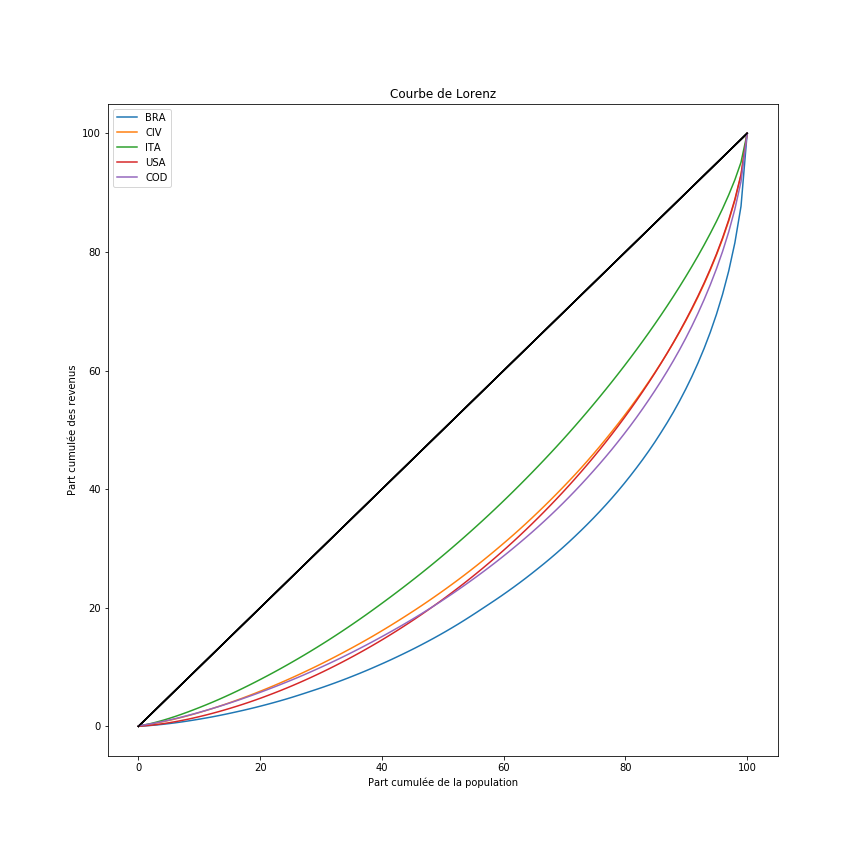 Courbe de Lorenz
BRA
CIV
ITA
USA
COD
100
80
60
40
20
0
Part cumulée des revenus
0 20 40 60 80 100
Part cumulée de la population